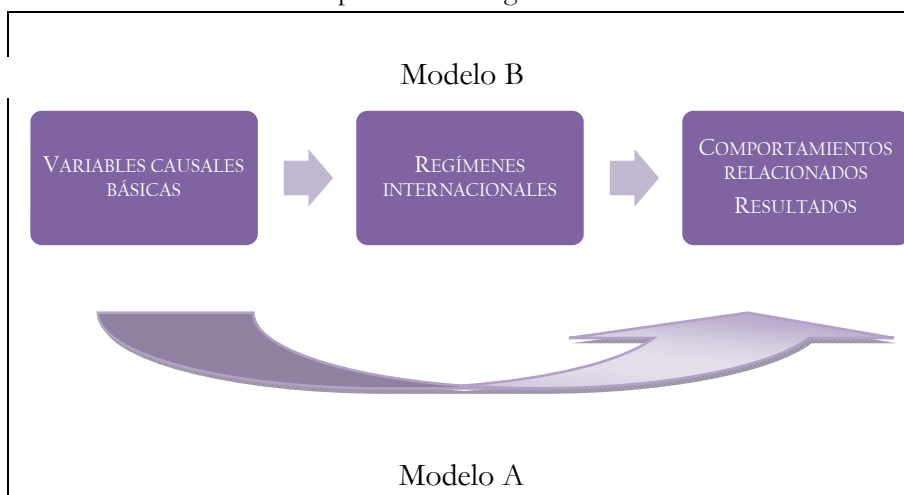 Modelo B
VARIABLES CAUSALES
BÁSICAS
REGÍMENES
INTERNACIONALES
COMPORTAMIENTOS
RELACIONADOS
RESULTADOS
Modelo A